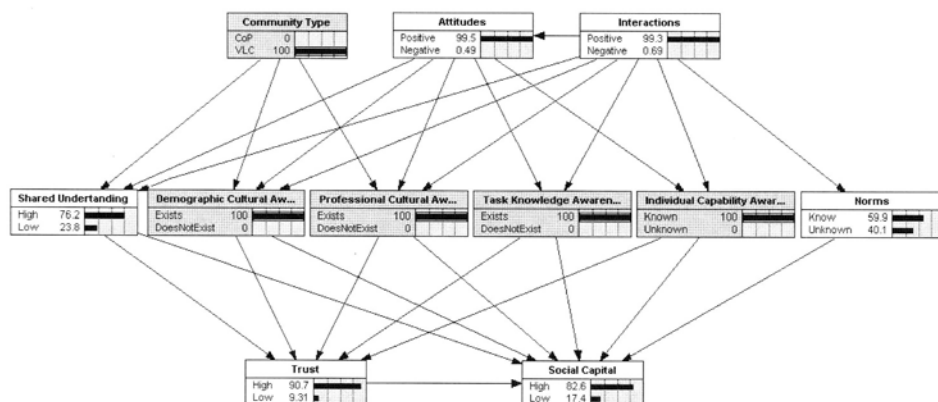 Community Type
CoP 0
VLC 100
Attitudes
Positive 99.5
Negative 0.49
Interactions
Positive 99.3
Negative 0.69
Shared Undertanding
High 76.2
Low 23.8
Demographic Cultural Aw...
Exists 100
DoesNotExist 0
Professional Cultural Aw...
Exists 100
DoesNotExist 0
Task Knowledge Awaren...
Exists 100
DoesNotExist 0
Individual Capability Awar...
Known 100
Unknown 0
Norms
Know 59.9
Unknown 40.1
Trust
High 90.7
Low 9.31
Social Capital
High 82.6
Low 17.4